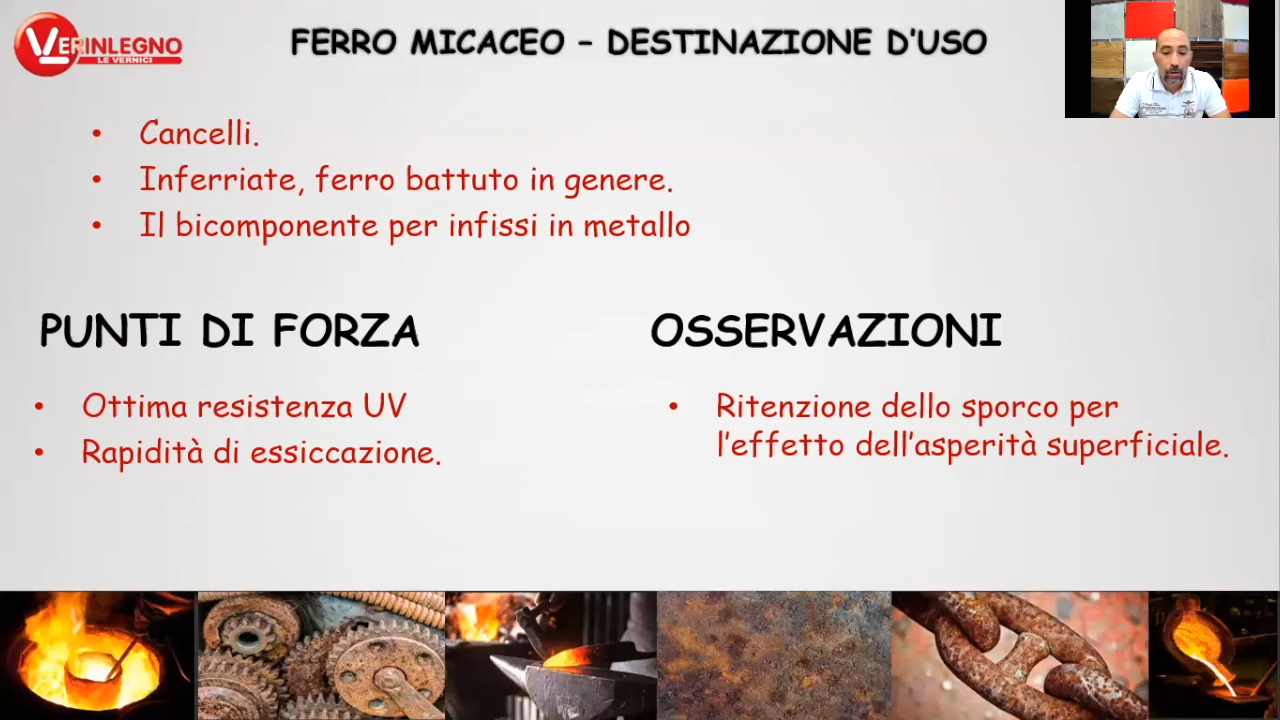 VERINLEGNO
LE VERNICI
FERRO MICACEO – DESTINAZIONE D'USO
• Cancelli.
• Inferriate, ferro battuto in genere.
• Il bicomponente per infissi in metallo
PUNTI DI FORZA
• Ottima resistenza UV
• Rapidità di essiccazione.
OSSERVAZIONI
• Ritenzione dello sporco per
l'effetto dell'asperità superficiale.